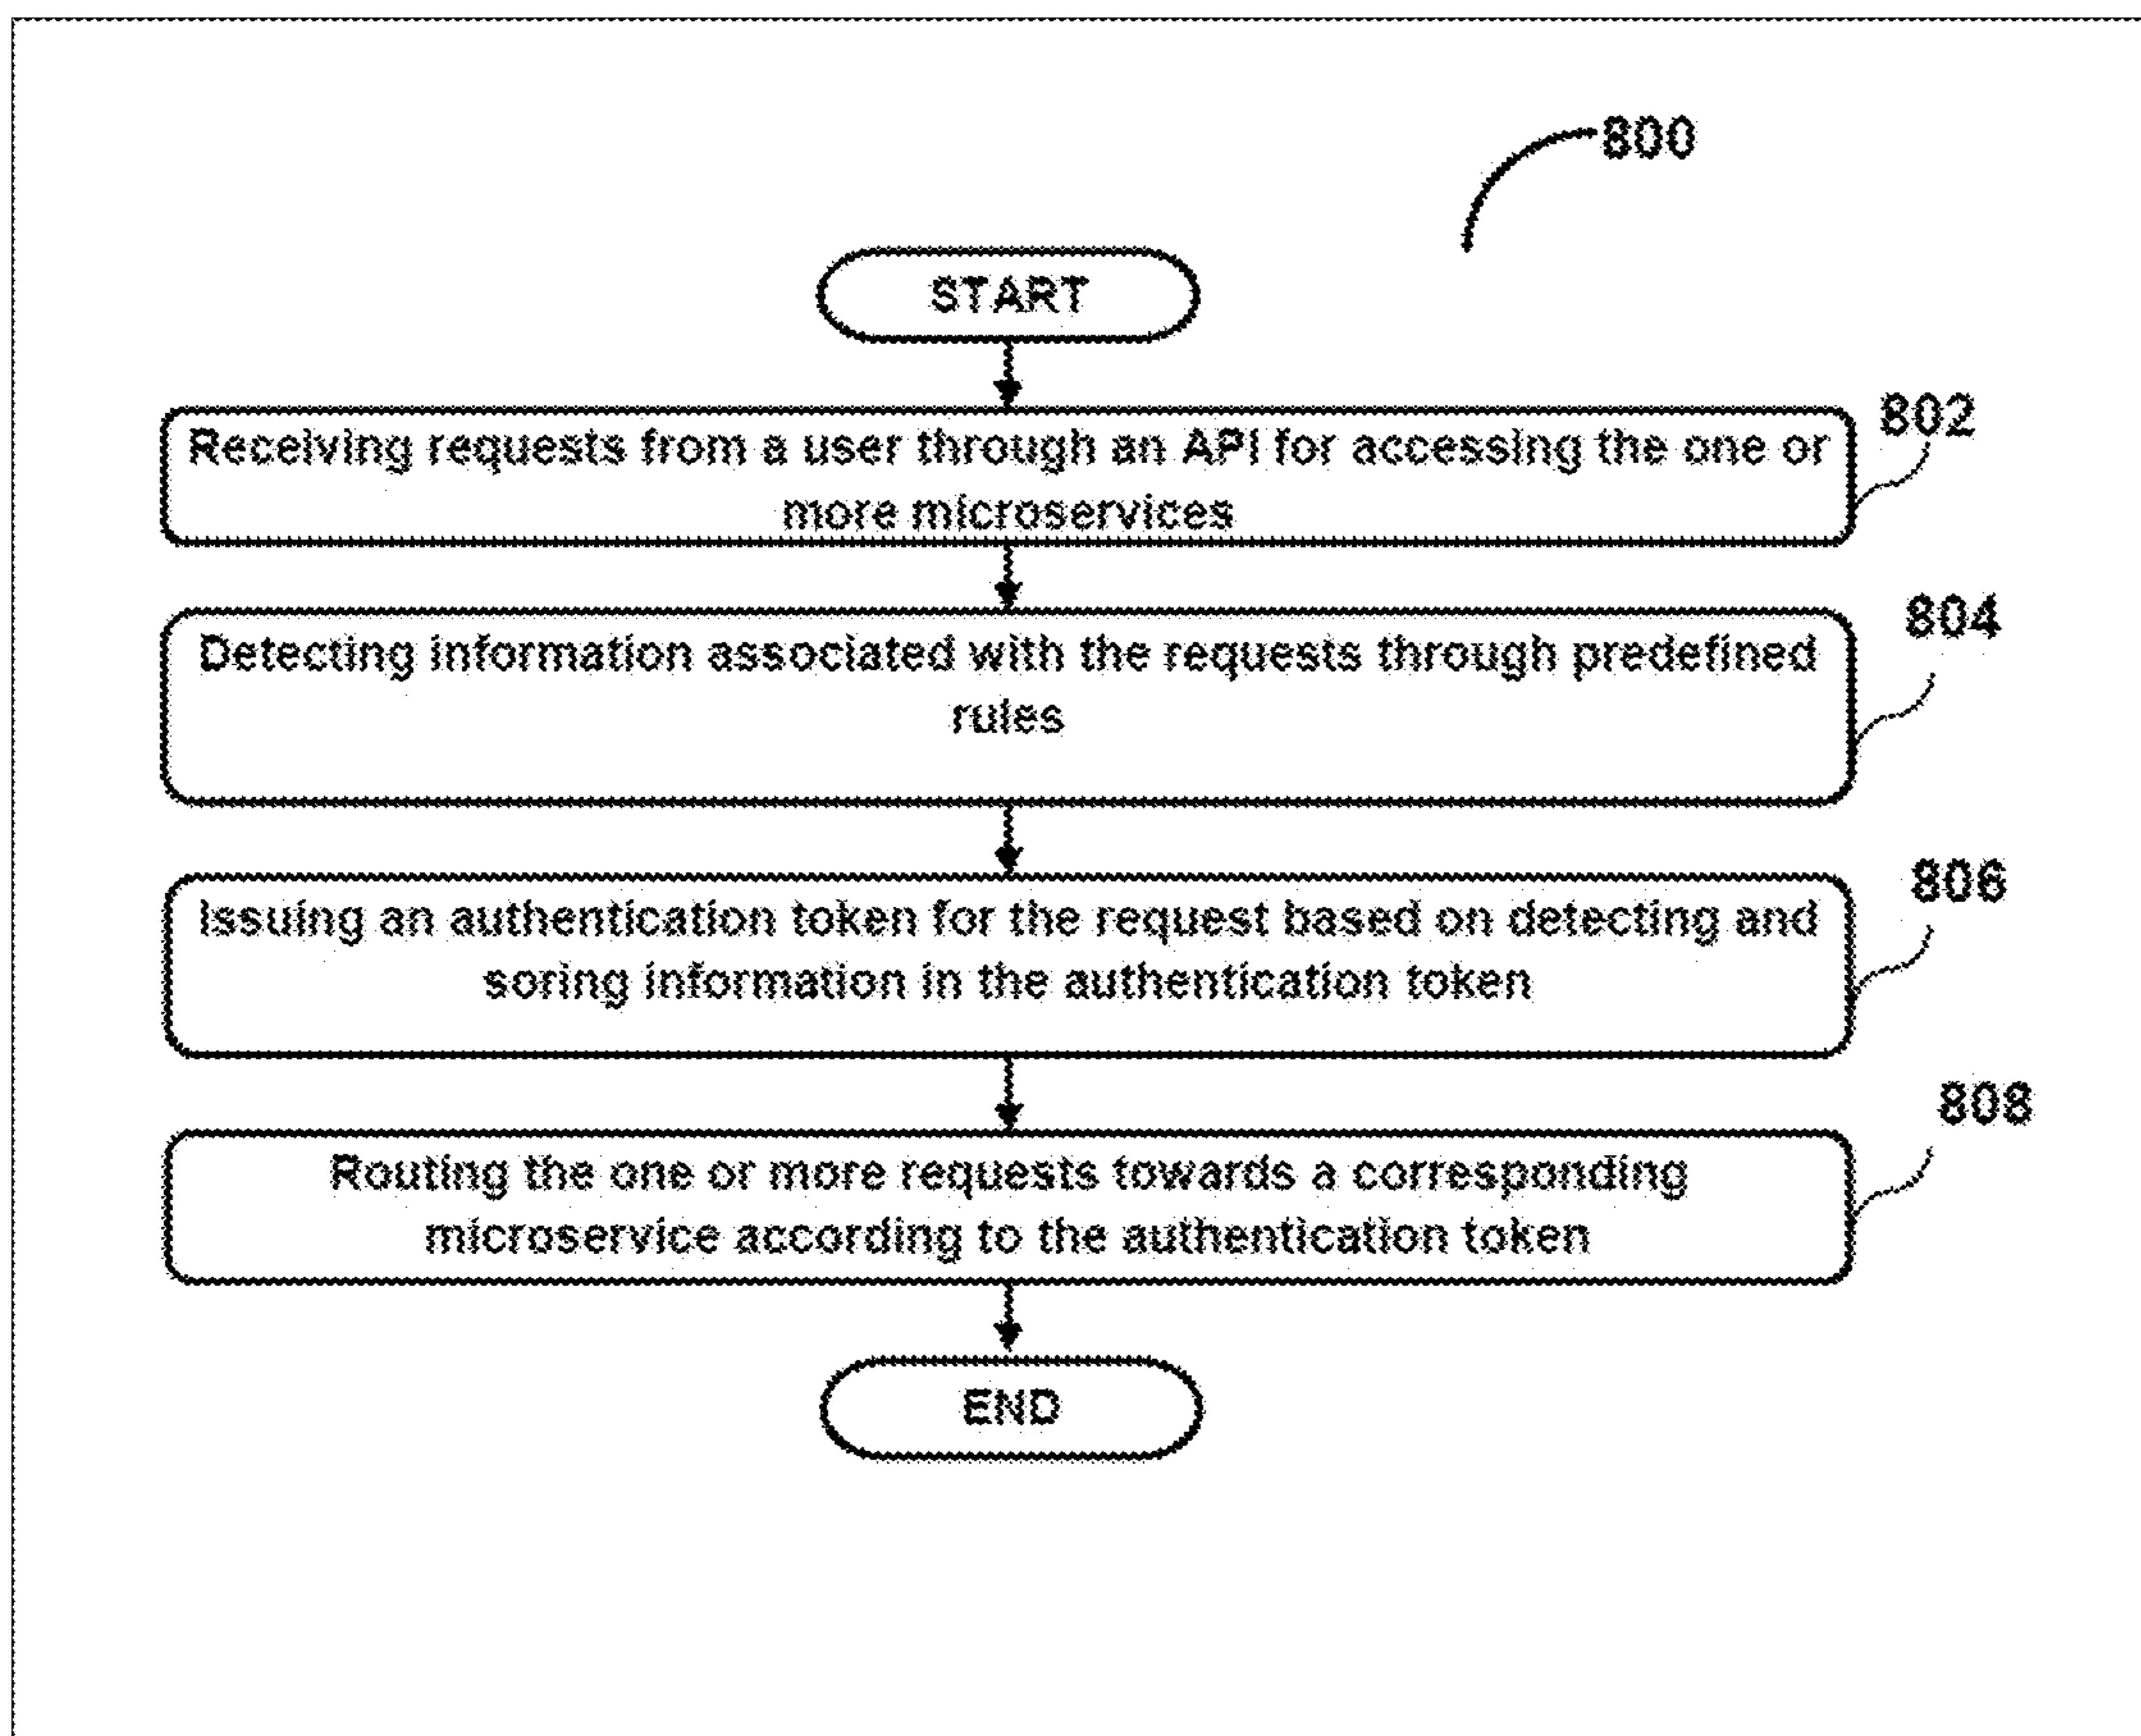 800
START
Receiving requests from a user through an API for accessing the one or
more microservices
802
Detecting information associated with the requests through predefined
rules
804
Issuing an authentication token for the request based on detecting and
soring information in the authentication token
806
Routing the one or more requests towards a corresponding
microservice according to the authentication token
808
END